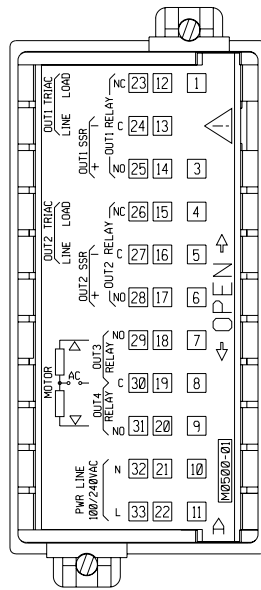 OUT1 TRIAC
LINE LOAD
OUT1 SSR
+ −
OUT1 RELAY
NC 23 12 1
C 24 13
NO 25 14 3
OUT2 TRIAC
LINE LOAD
OUT2 SSR
+ −
OUT2 RELAY
NC 26 15 4
C 27 16 5
NO 28 17 6
OPEN
MOTOR
AC
OUT3
RELAY
OUT4
RELAY
NO 29 18 7
C 30 19 8
NO 31 20 9
PWR LINE
100/240VAC
N 32 21 10
L 33 22 11
M0500-01
A